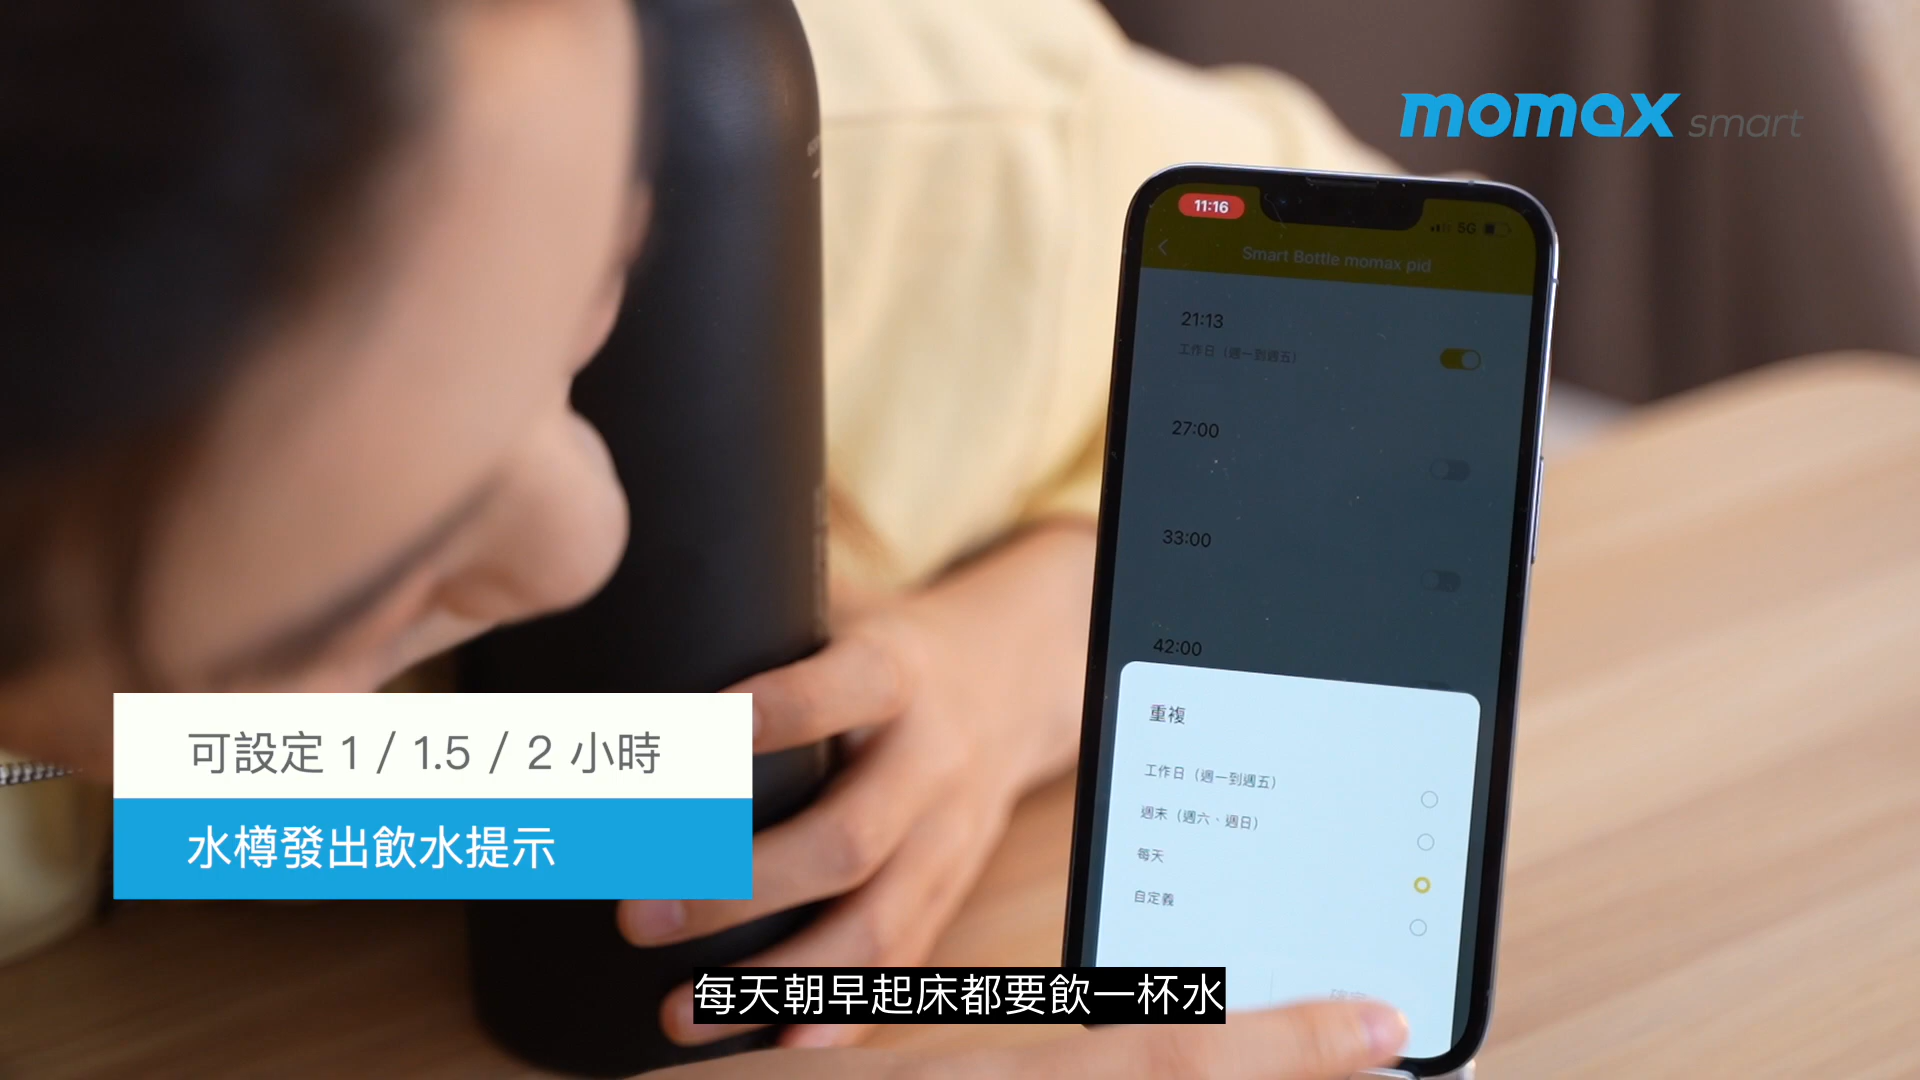 momax smart
11:16
5G
Smart Bottle momax pid
21:13
工作日（週一到週五）
27:00
33:00
42:00
重複
工作日（週一到週五）
週末（週六、週日）
每天
自定義
可設定 1 / 1.5 / 2 小時
水樽發出飲水提示
每天朝早起床都要飲一杯水